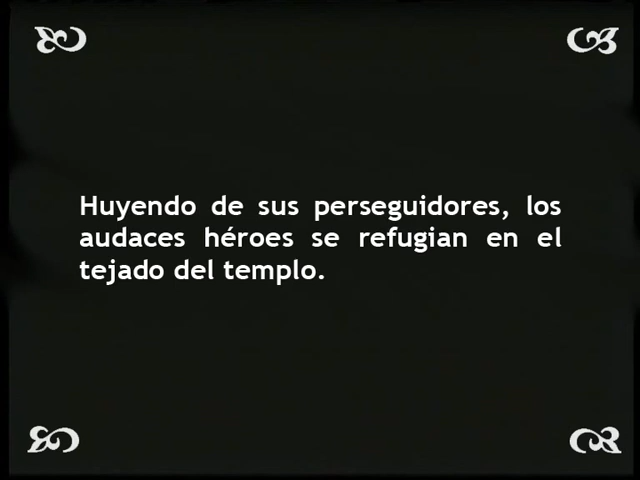 Huyendo de sus perseguidores, los
audaces héroes se refugian en el
tejado del templo.